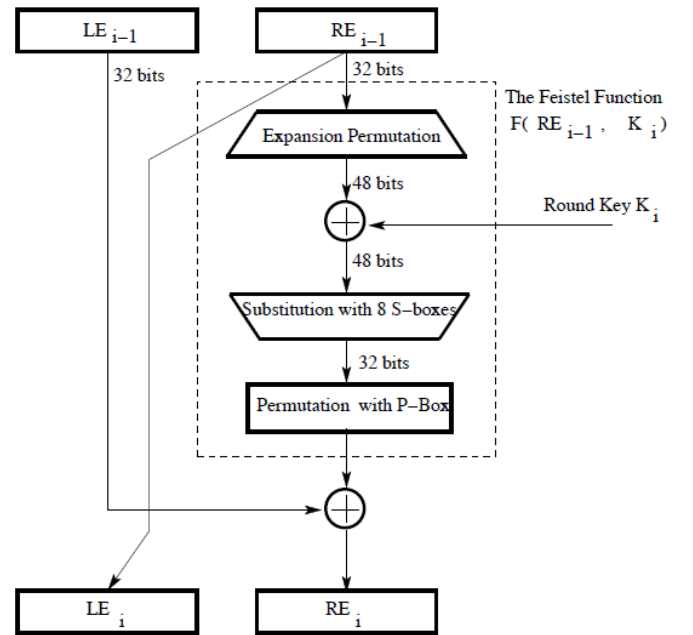 LE i−1
RE i−1
32 bits
32 bits
The Feistel Function
F( RE i−1 , K i )
Expansion Permutation
48 bits
Round Key K i
48 bits
Substitution with 8 S−boxes
32 bits
Permutation with P−Box
LE i
RE i